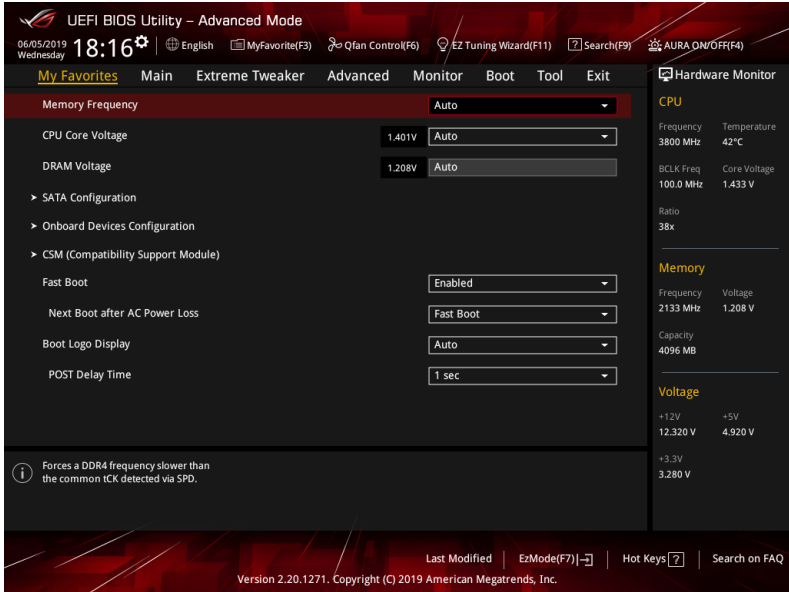 UEFI BIOS Utility – Advanced Mode
06/05/2019 Wednesday 18:16 English MyFavorite(F3) Qfan Control(F6) EZ Tuning Wizard(F11) ? Search(F9) AURA ON/OFF(F4)
My Favorites Main Extreme Tweaker Advanced Monitor Boot Tool Exit
Memory Frequency Auto
CPU Core Voltage 1.401V Auto
DRAM Voltage 1.208V Auto
> SATA Configuration
> Onboard Devices Configuration
> CSM (Compatibility Support Module)
Fast Boot Enabled
Next Boot after AC Power Loss Fast Boot
Boot Logo Display Auto
POST Delay Time 1 sec
i Forces a DDR4 frequency slower than
the common tCK detected via SPD.
Hardware Monitor
CPU
Frequency Temperature
3800 MHz 42°C
BCLK Freq Core Voltage
100.0 MHz 1.433 V
Ratio
38x
Memory
Frequency Voltage
2133 MHz 1.208 V
Capacity
4096 MB
Voltage
+12V +5V
12.320 V 4.920 V
+3.3V
3.280 V
Last Modified EzMode(F7) Hot Keys ? Search on FAQ
Version 2.20.1271. Copyright (C) 2019 American Megatrends, Inc.